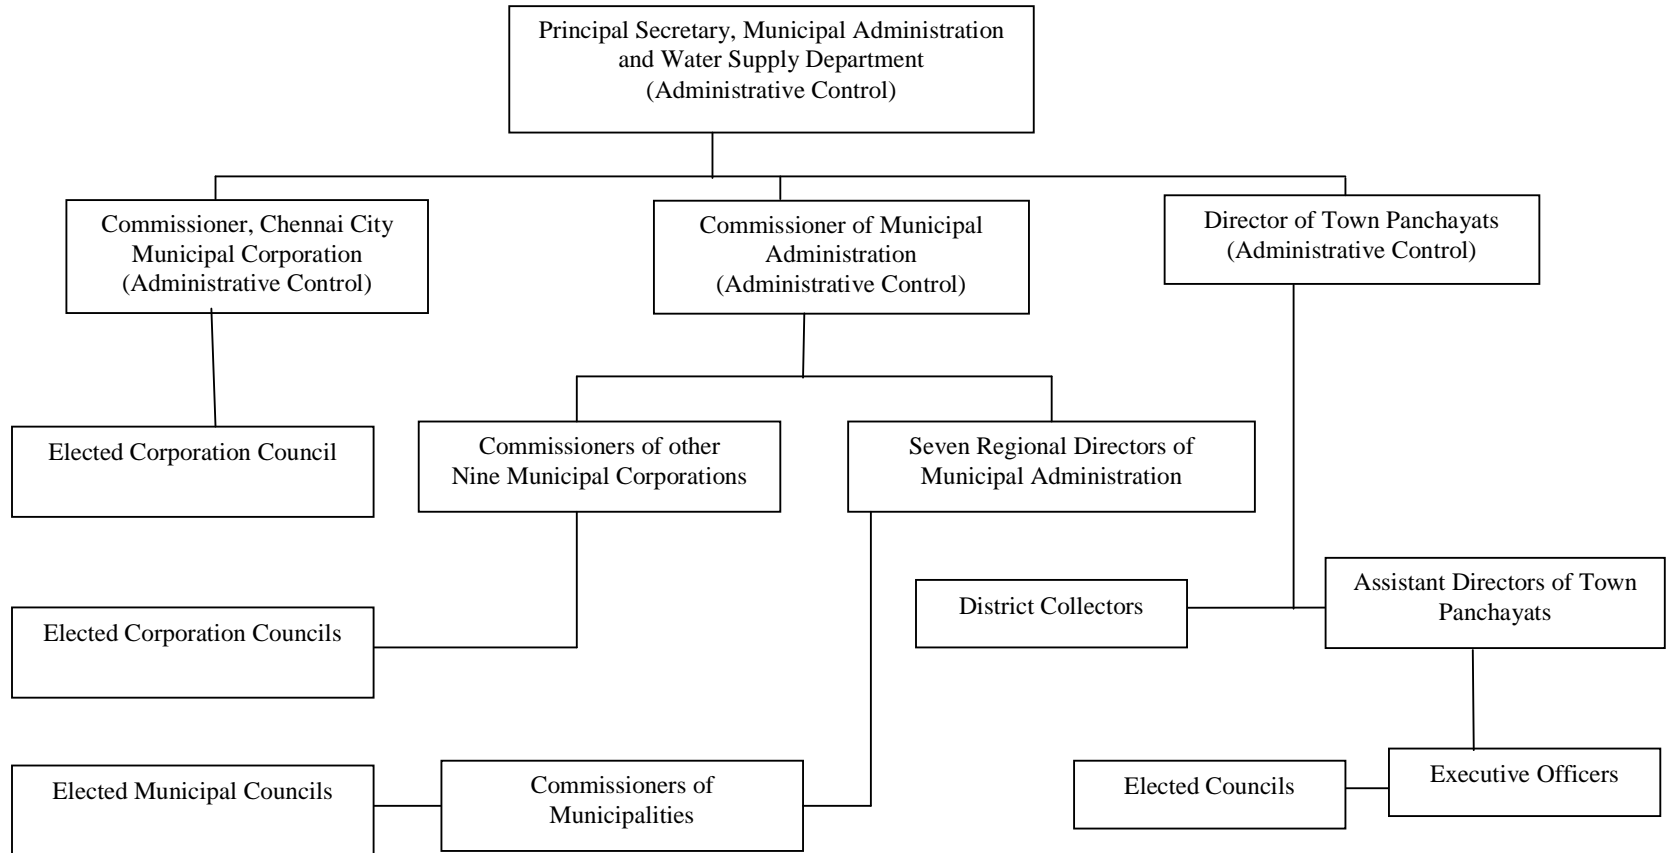 Principal Secretary, Municipal Administration
and Water Supply Department
(Administrative Control)
Commissioner, Chennai City
Municipal Corporation
(Administrative Control)
Commissioner of Municipal
Administration
(Administrative Control)
Director of Town Panchayats
(Administrative Control)
Elected Corporation Council
Commissioners of other
Nine Municipal Corporations
Seven Regional Directors of
Municipal Administration
District Collectors
Assistant Directors of Town
Panchayats
Elected Corporation Councils
Elected Municipal Councils
Commissioners of
Municipalities
Elected Councils
Executive Officers